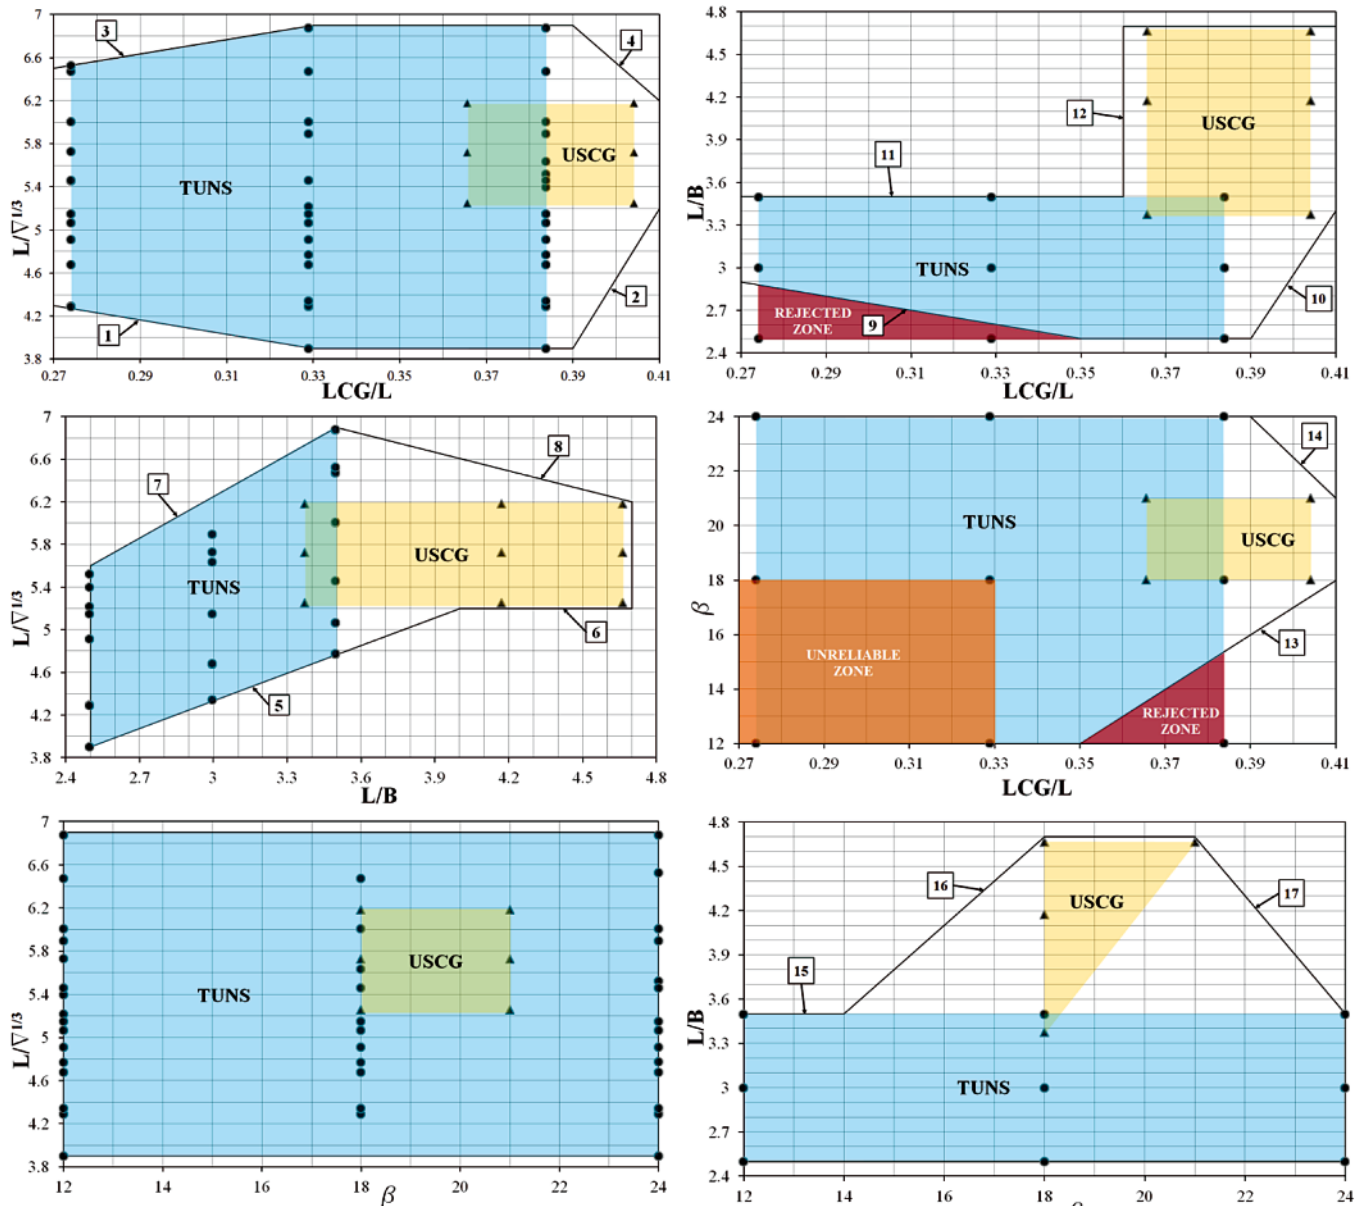 7
6.6
6.2
5.8
5.4
5
4.6
4.2
3.8
L/∇1/3
3
4
TUNS
USCG
1
2
0.27 0.29 0.31 0.33 0.35 0.37 0.39 0.41
LCG/L
4.8
4.5
4.2
3.9
3.6
3.3
3
2.7
2.4
L/B
12
USCG
11
TUNS
REJECTED
ZONE
9
10
0.27 0.29 0.31 0.33 0.35 0.37 0.39 0.41
LCG/L
7
6.6
6.2
5.8
5.4
5
4.6
4.2
3.8
L/∇1/3
7
8
TUNS
USCG
5
6
2.4 2.7 3 3.3 3.6 3.9 4.2 4.5 4.8
L/B
24
22
20
18
16
14
12
β
14
TUNS
USCG
UNRELIABLE
ZONE
13
REJECTED
ZONE
0.27 0.29 0.31 0.33 0.35 0.37 0.39 0.41
LCG/L
7
6.6
6.2
5.8
5.4
5
4.6
4.2
3.8
L/∇1/3
TUNS
USCG
12 14 16 18 20 22 24
β
4.8
4.5
4.2
3.9
3.6
3.3
3
2.7
2.4
L/B
16
USCG
17
15
TUNS
12 14 16 18 20 22 24